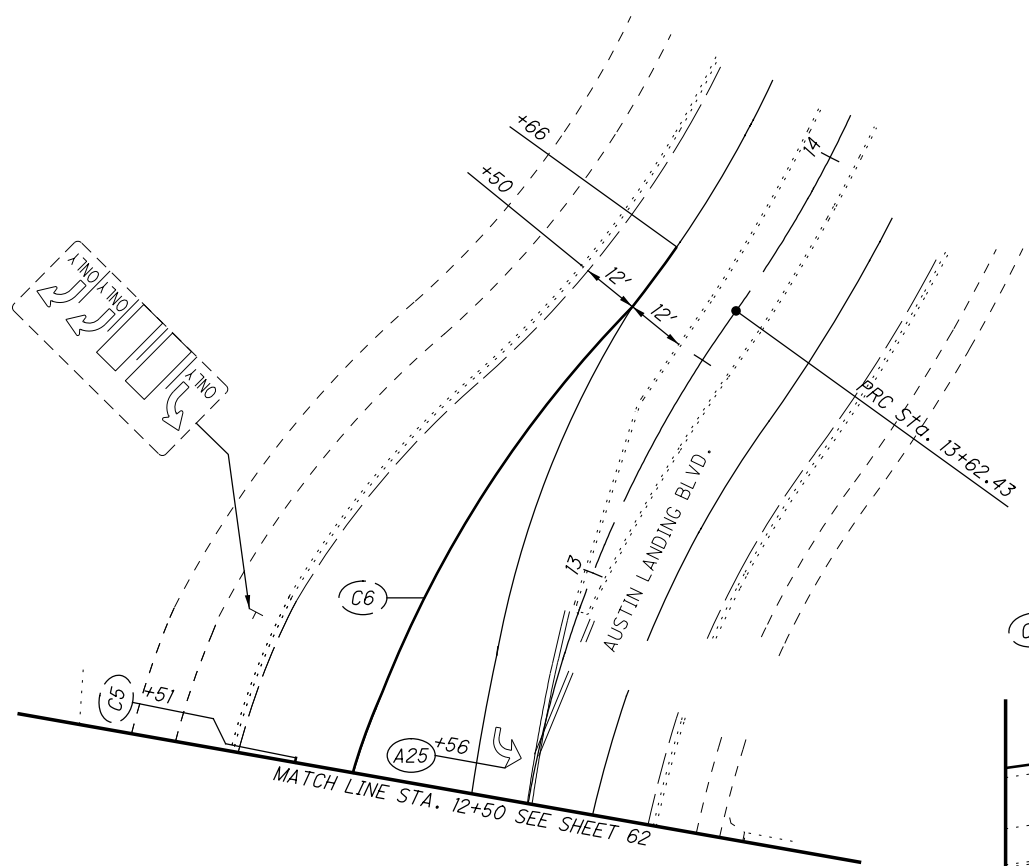 +66
+50
14
12'
12'
ONLY
ONLY
ONLY
PRC Sta. 13+62.43
AUSTIN LANDING BLVD.
13
C6
C5
+51
A25
+56
MATCH LINE STA. 12+50 SEE SHEET 62